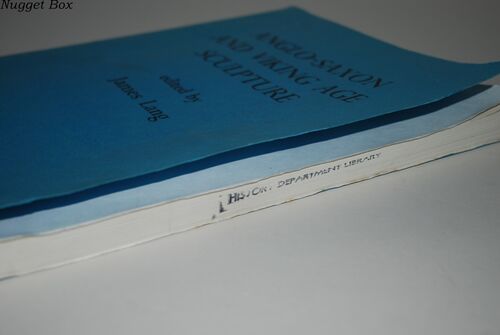 Nugget Box
ANGLO-SAXON
AND VIKING AGE
SCULPTURE
edited by
James Lang
HISTORY DEPARTMENT LIBRARY